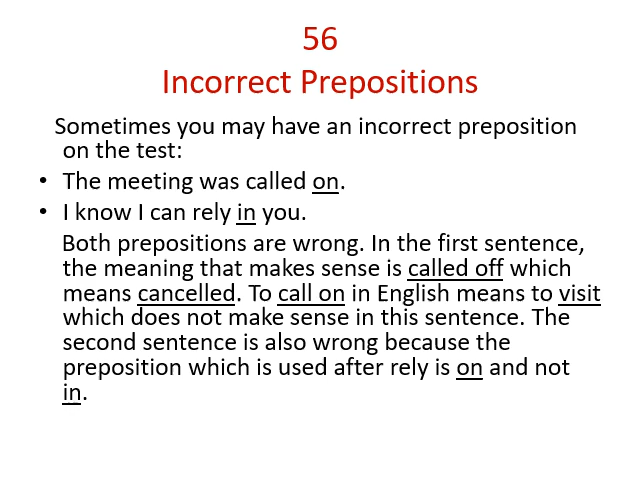 56
Incorrect Prepositions
Sometimes you may have an incorrect preposition
on the test:
• The meeting was called on.
• I know I can rely in you.
Both prepositions are wrong. In the first sentence,
the meaning that makes sense is called off which
means cancelled. To call on in English means to visit
which does not make sense in this sentence. The
second sentence is also wrong because the
preposition which is used after rely is on and not
in.